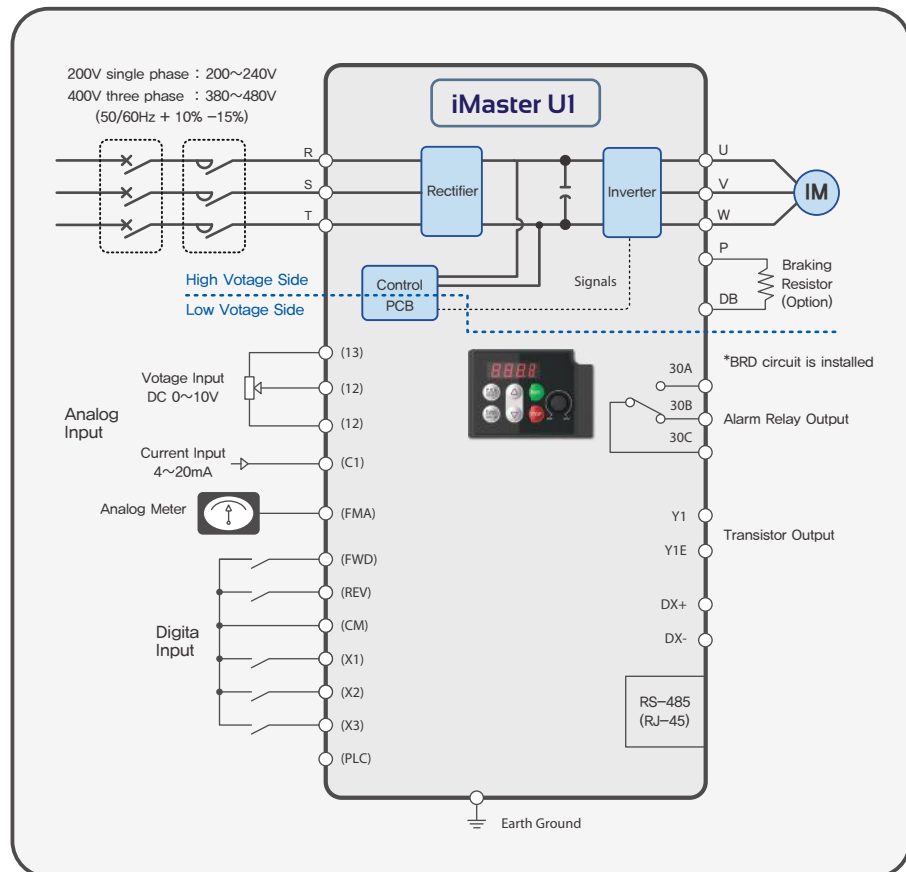 200V single phase : 200～240V
400V three phase : 380～480V
(50/60Hz + 10% −15%)
iMaster U1
R
S
T
Rectifier
Inverter
U
V
W
IM
P
DB
Braking
Resistor
(Option)
Signals
High Votage Side
Low Votage Side
Control
PCB
*BRD circuit is installed
Analog
Input
Votage Input
DC 0～10V
Current Input
4～20mA
(13)
(12)
(12)
(C1)
Analog Meter
(FMA)
Digita
Input
(FWD)
(REV)
(CM)
(X1)
(X2)
(X3)
(PLC)
30A
30B
30C
Alarm Relay Output
Y1
Y1E
Transistor Output
DX+
DX-
RS−485
(RJ−45)
Earth Ground